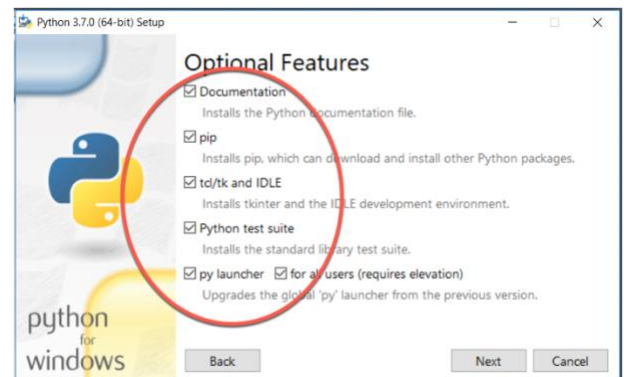 Python 3.7.0 (64-bit) Setup
Optional Features
Documentation
Installs the Python documentation file.
pip
Installs pip, which can download and install other Python packages.
tcl/tk and IDLE
Installs tkinter and the IDLE development environment.
Python test suite
Installs the standard library test suite.
py launcher for all users (requires elevation)
Upgrades the global 'py' launcher from the previous version.
python
for
windows
Back Next Cancel